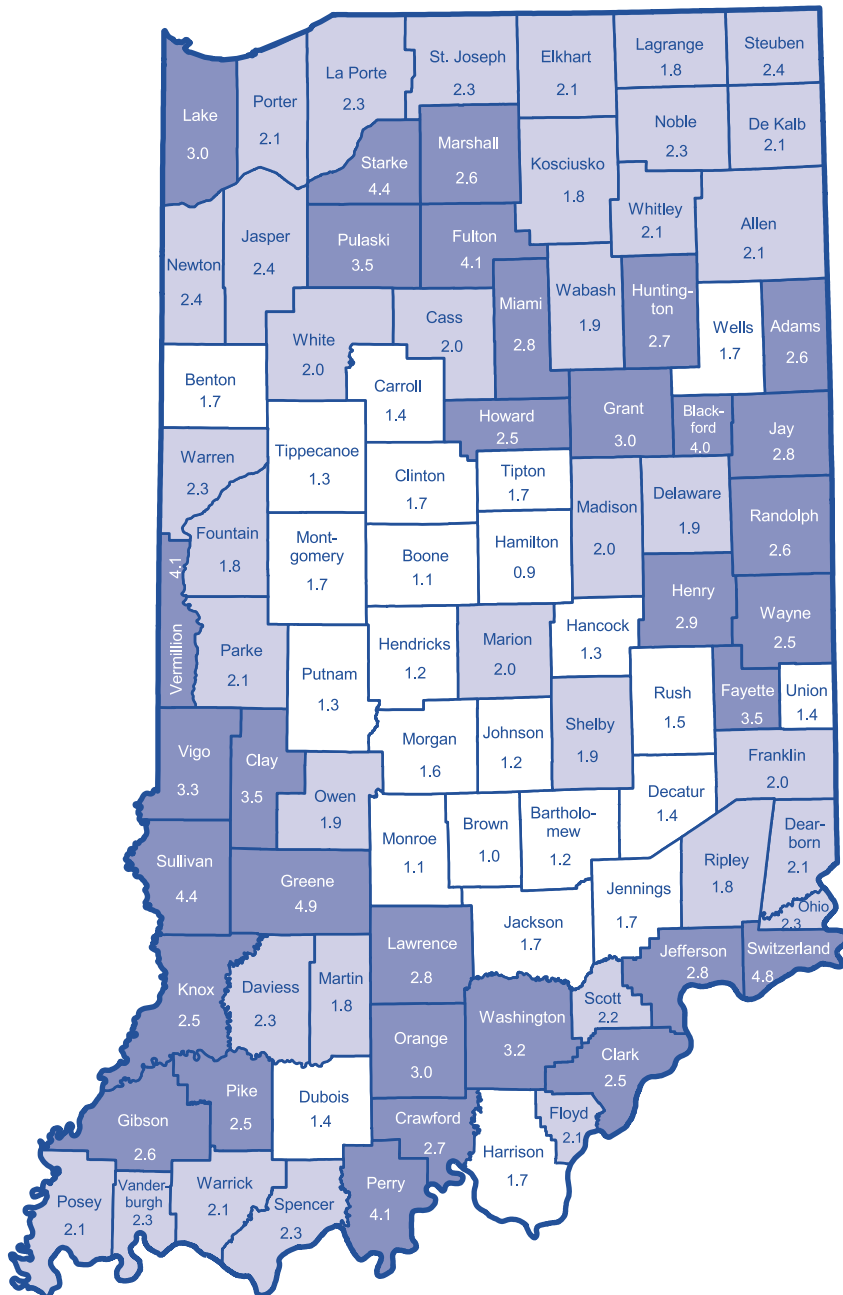 Lake
3.0
Porter
2.1
La Porte
2.3
St. Joseph
2.3
Elkhart
2.1
Lagrange
1.8
Steuben
2.4
Noble
2.3
De Kalb
2.1
Starke
4.4
Marshall
2.6
Kosciusko
1.8
Whitley
2.1
Allen
2.1
Newton
2.4
Jasper
2.4
Pulaski
3.5
Fulton
4.1
Miami
2.8
Wabash
1.9
Hunting-
ton
2.7
Wells
1.7
Adams
2.6
White
2.0
Cass
2.0
Benton
1.7
Carroll
1.4
Howard
2.5
Grant
3.0
Black-
ford
4.0
Jay
2.8
Warren
2.3
Tippecanoe
1.3
Clinton
1.7
Tipton
1.7
Madison
2.0
Delaware
1.9
Randolph
2.6
Fountain
1.8
Mont-
gomery
1.7
Boone
1.1
Hamilton
0.9
Vermillion
4.1
Parke
2.1
Putnam
1.3
Hendricks
1.2
Marion
2.0
Hancock
1.3
Henry
2.9
Wayne
2.5
Rush
1.5
Fayette
3.5
Union
1.4
Vigo
3.3
Clay
3.5
Owen
1.9
Morgan
1.6
Johnson
1.2
Shelby
1.9
Franklin
2.0
Decatur
1.4
Monroe
1.1
Brown
1.0
Bartholo-
mew
1.2
Dear-
born
2.1
Ripley
1.8
Sullivan
4.4
Greene
4.9
Jennings
1.7
Ohio
2.3
Jackson
1.7
Lawrence
2.8
Jefferson
2.8
Switzerland
4.8
Knox
2.5
Daviess
2.3
Martin
1.8
Scott
2.2
Orange
3.0
Washington
3.2
Clark
2.5
Pike
2.5
Dubois
1.4
Gibson
2.6
Crawford
2.7
Floyd
2.1
Harrison
1.7
Posey
2.1
Vander-
burgh
2.3
Warrick
2.1
Spencer
2.3
Perry
4.1